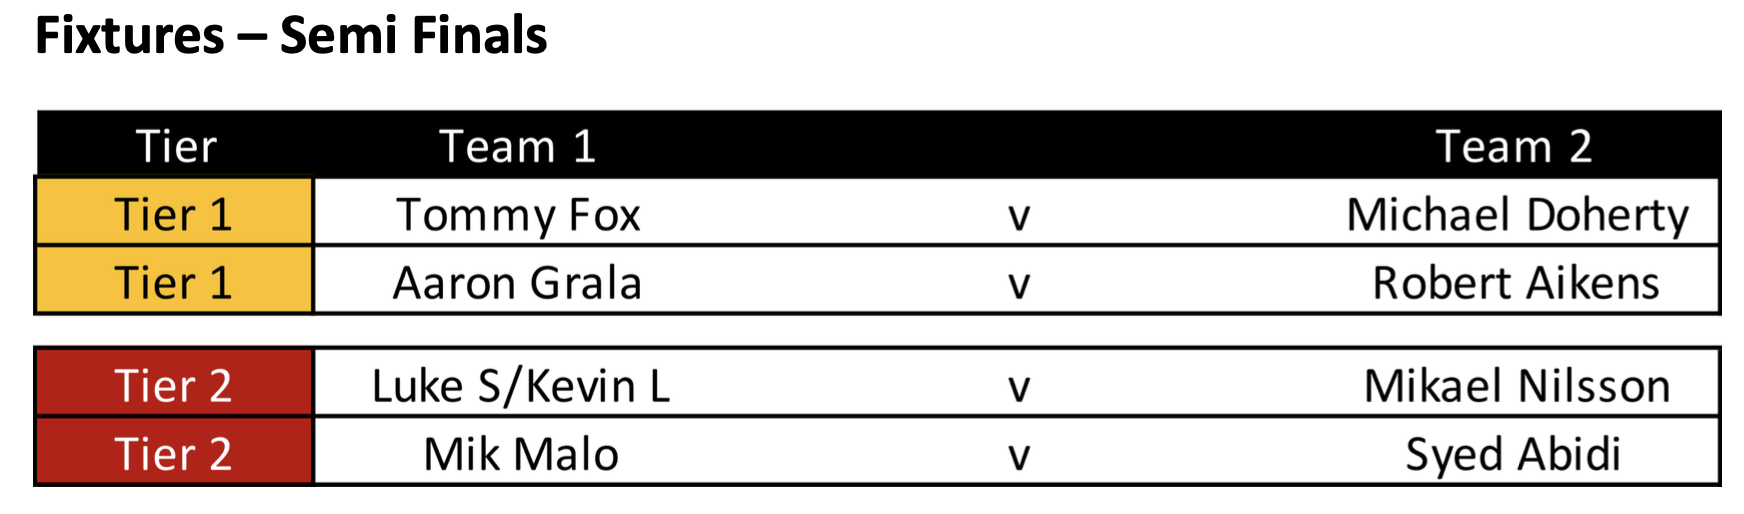 Fixtures – Semi Finals
Tier Team 1 Team 2
Tier 1 Tommy Fox v Michael Doherty
Tier 1 Aaron Grala v Robert Aikens
Tier 2 Luke S/Kevin L v Mikael Nilsson
Tier 2 Mik Malo v Syed Abidi